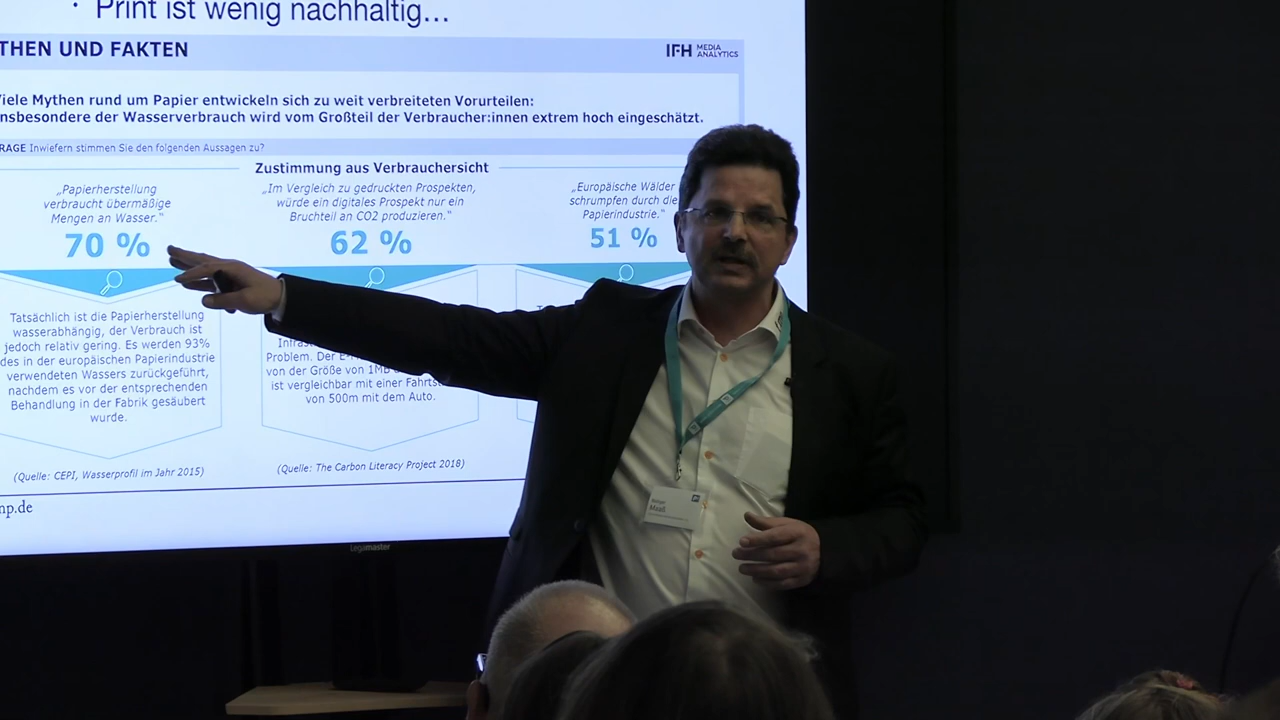 · Print ist wenig nachhaltig...
THEN UND FAKTEN
IFH MEDIA ANALYTICS
Viele Mythen rund um Papier entwickeln sich zu weit verbreiteten Vorurteilen:
nsbesondere der Wasserverbrauch wird vom Großteil der Verbraucher:innen extrem hoch eingeschätzt.
RAGE Inwiefern stimmen Sie den folgenden Aussagen zu?
Zustimmung aus Verbrauchersicht
„Papierherstellung
verbraucht übermäßige
Mengen an Wasser.“
70 %
„Im Vergleich zu gedruckten Prospekten,
würde ein digitales Prospekt nur ein
Bruchteil an CO2 produzieren.“
62 %
„Europäische Wälder
schrumpfen durch die
Papierindustrie.“
51 %
Tatsächlich ist die Papierherstellung
wasserabhängig, der Verbrauch ist
jedoch relativ gering. Es werden 93%
des in der europäischen Papierindustrie
verwendeten Wassers zurückgeführt,
nachdem es vor der entsprechenden
Behandlung in der Fabrik gesäubert
wurde.
(Quelle: CEPI, Wasserprofil im Jahr 2015)
Infras
Problem. Der E-M
von der Größe von 1MB
ist vergleichbar mit einer Fahrt
von 500m mit dem Auto.
(Quelle: The Carbon Literacy Project 2018)
mp.de
Legamaster
Maaß